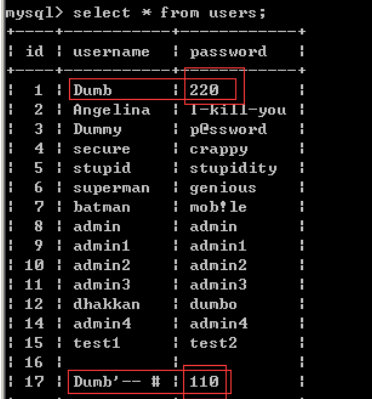 mysql> select * from users;
+----+----------+------------+
| id | username | password |
+----+----------+------------+
| 1 | Dumb | 220 |
| 2 | Angelina | I-kill-you |
| 3 | Dummy | p@ssword |
| 4 | secure | crappy |
| 5 | stupid | stupidity |
| 6 | superman | genious |
| 7 | batman | mob!le |
| 8 | admin | admin |
| 9 | admin1 | admin1 |
| 10 | admin2 | admin2 |
| 11 | admin3 | admin3 |
| 12 | dhakkan | dumbo |
| 14 | admin4 | admin4 |
| 15 | test1 | test2 |
| 16 | | |
| 17 | Dumb'-- # | 110 |